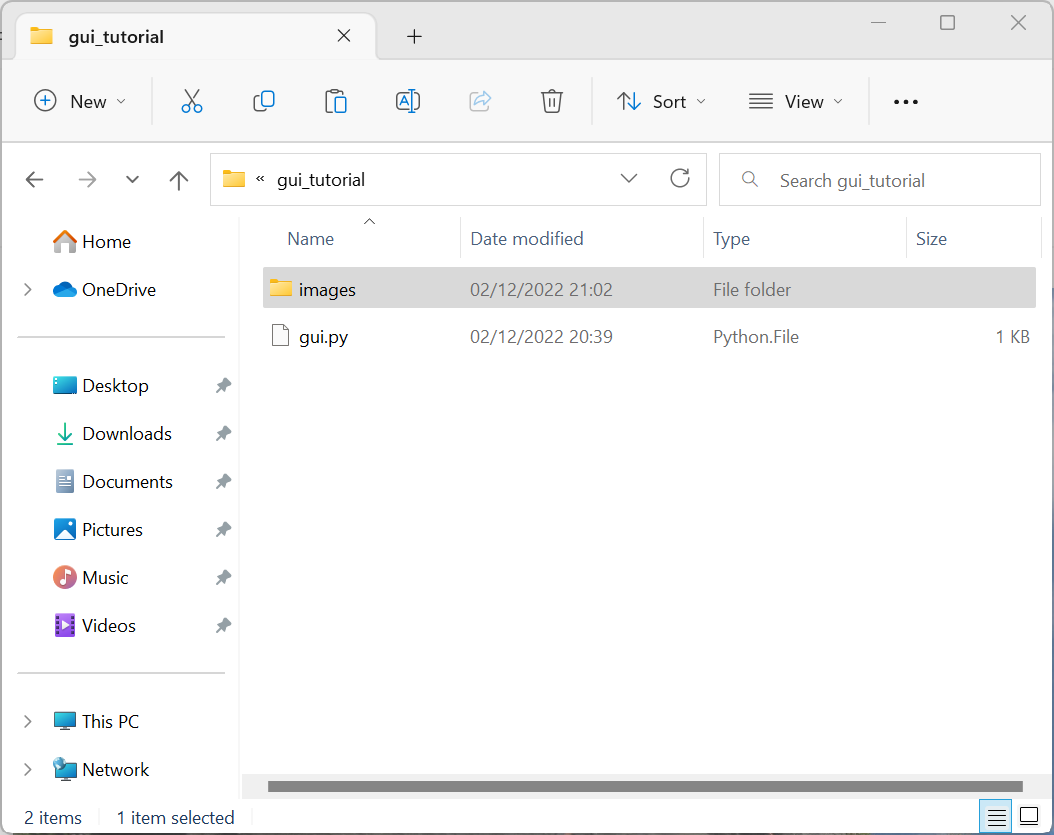 gui_tutorial
New Sort View
« gui_tutorial Search gui_tutorial
Name Date modified Type Size
Home
OneDrive
images 02/12/2022 21:02 File folder
gui.py 02/12/2022 20:39 Python.File 1 KB
Desktop
Downloads
Documents
Pictures
Music
Videos
This PC
Network
2 items 1 item selected